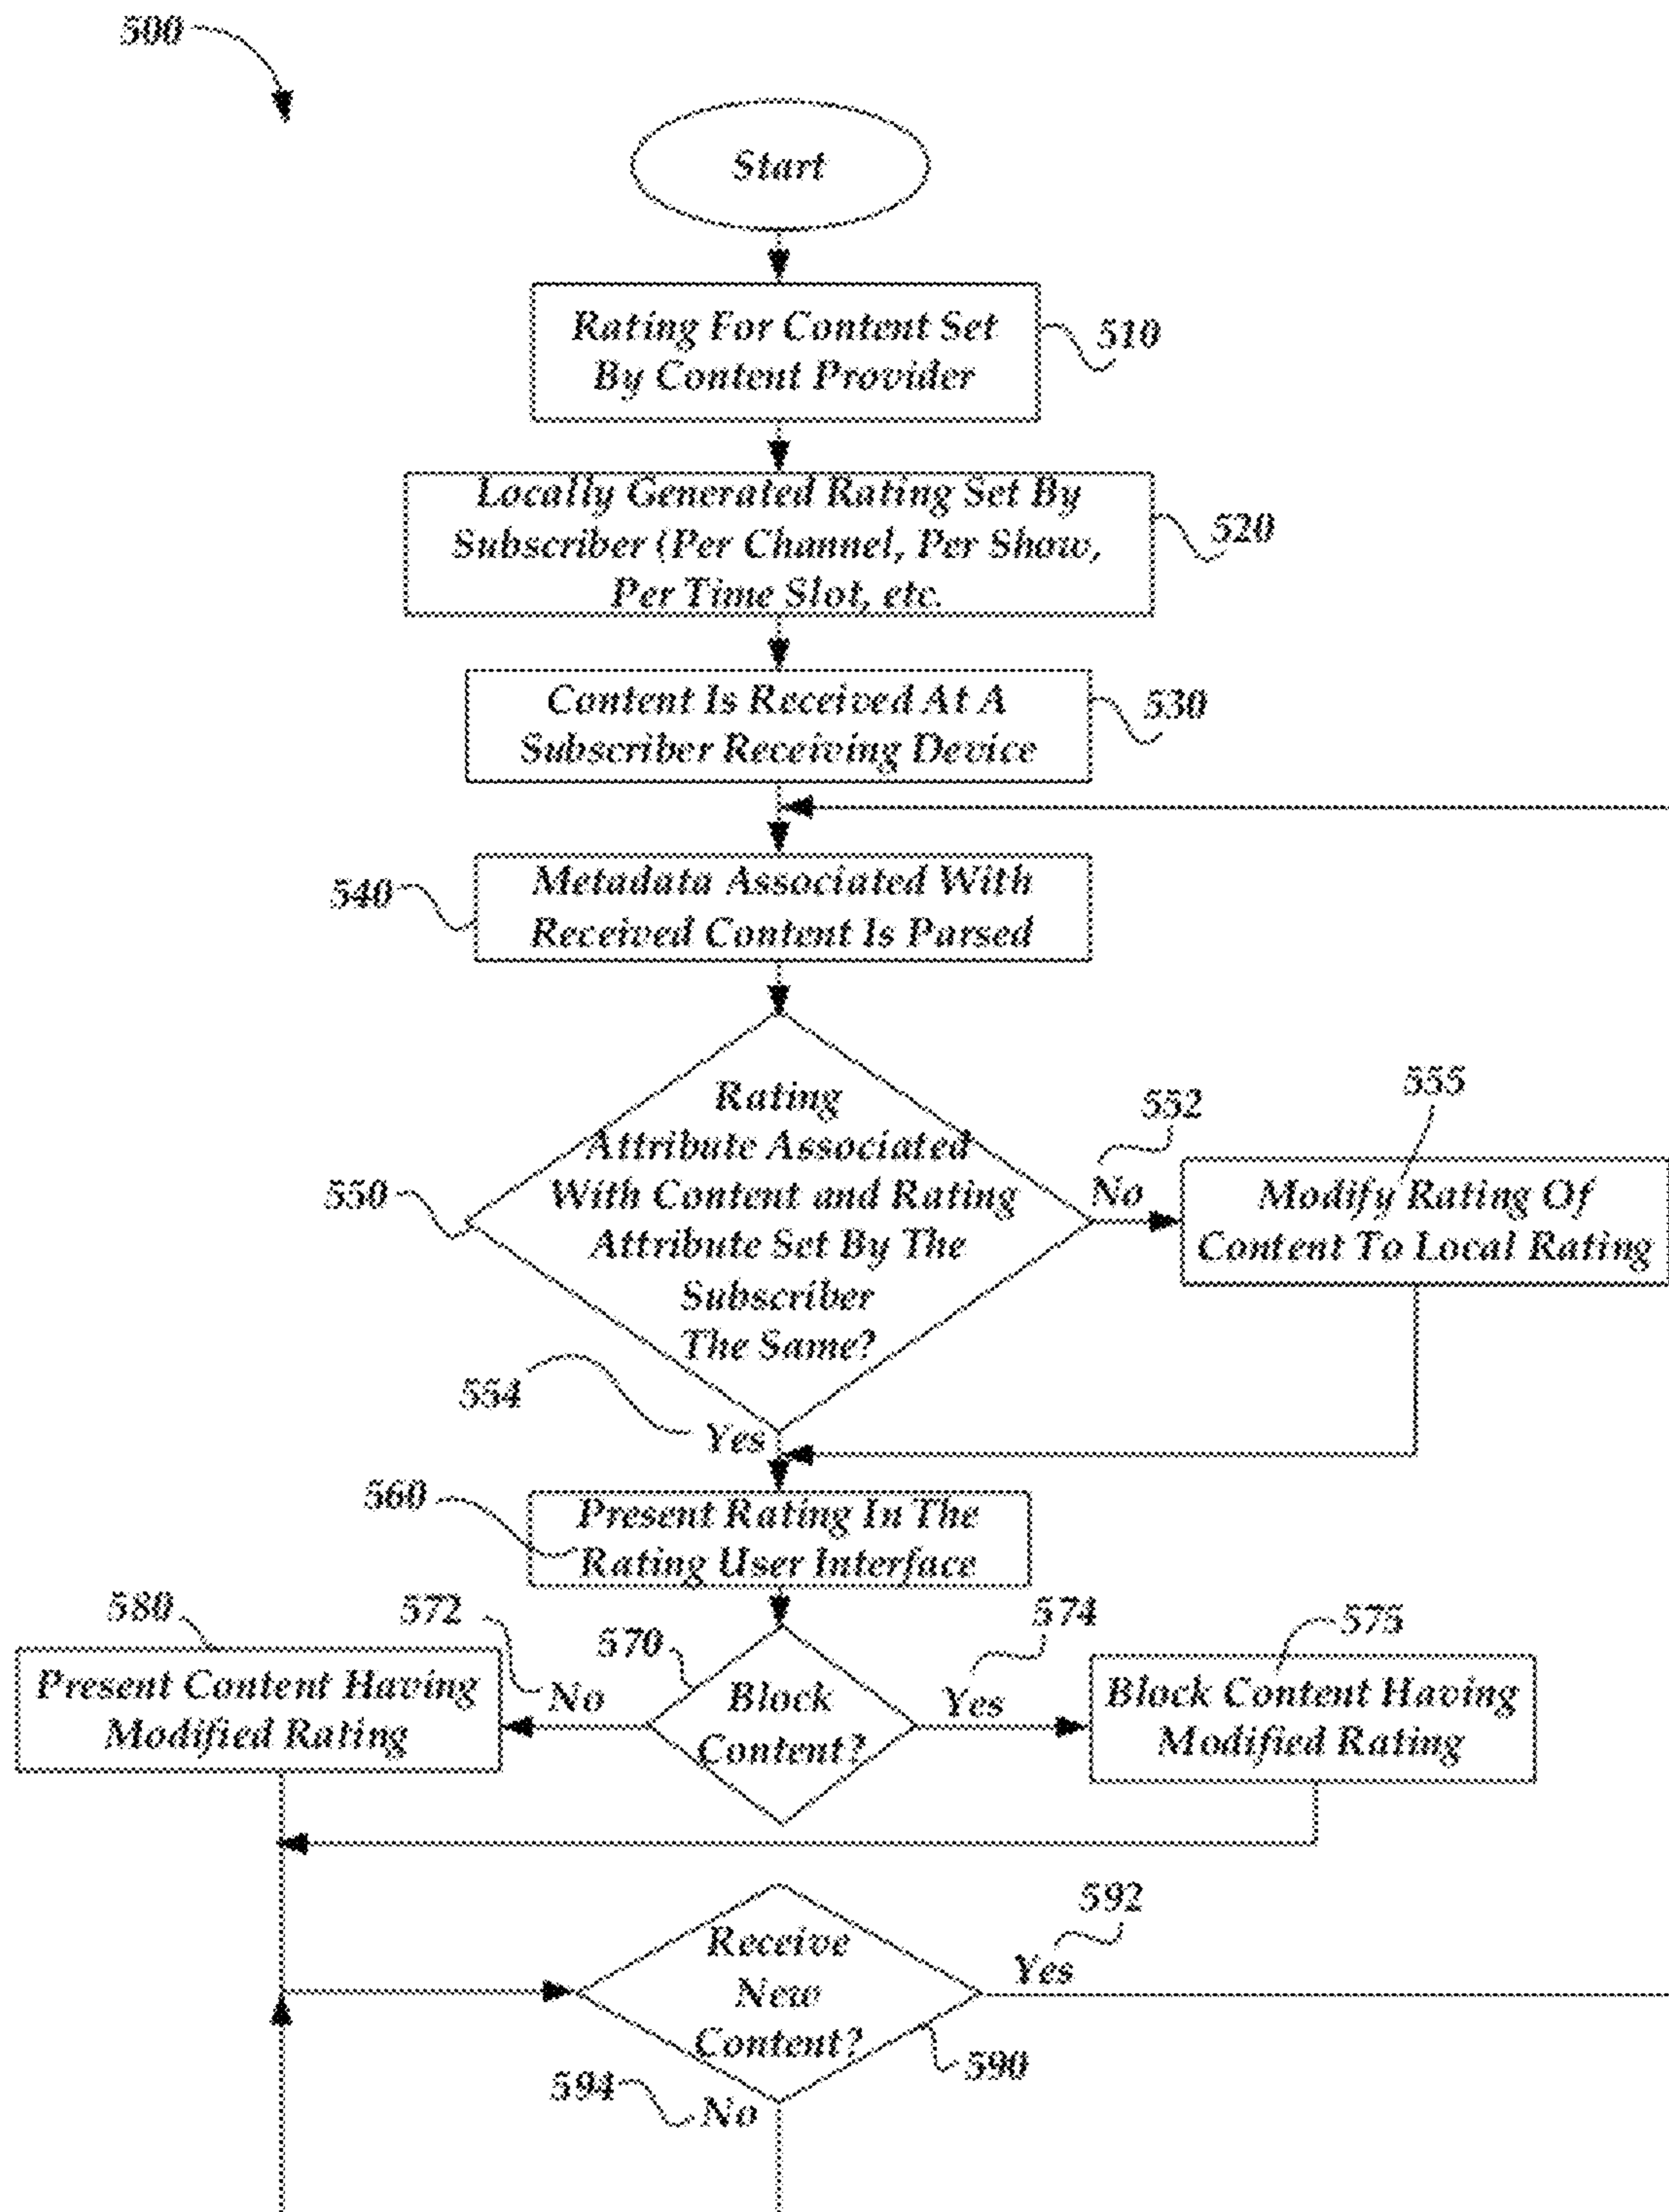 500
Start
Rating For Content Set
By Content Provider
510
Locally Generated Rating Set By
Subscriber (Per Channel, Per Show,
Per Time Slot, etc.
520
Content Is Received At A
Subscriber Receiving Device
530
540
Metadata Associated With
Received Content Is Parsed
550
Rating
Attribute Associated
With Content and Rating
Attribute Set By The
Subscriber
The Same?
552
No
555
Modify Rating Of
Content To Local Rating
554
Yes
560
Present Rating In The
Rating User Interface
580
Present Content Having
Modified Rating
572
No
570
Block
Content?
574
Yes
575
Block Content Having
Modified Rating
Receive
New
Content?
592
Yes
590
594
No